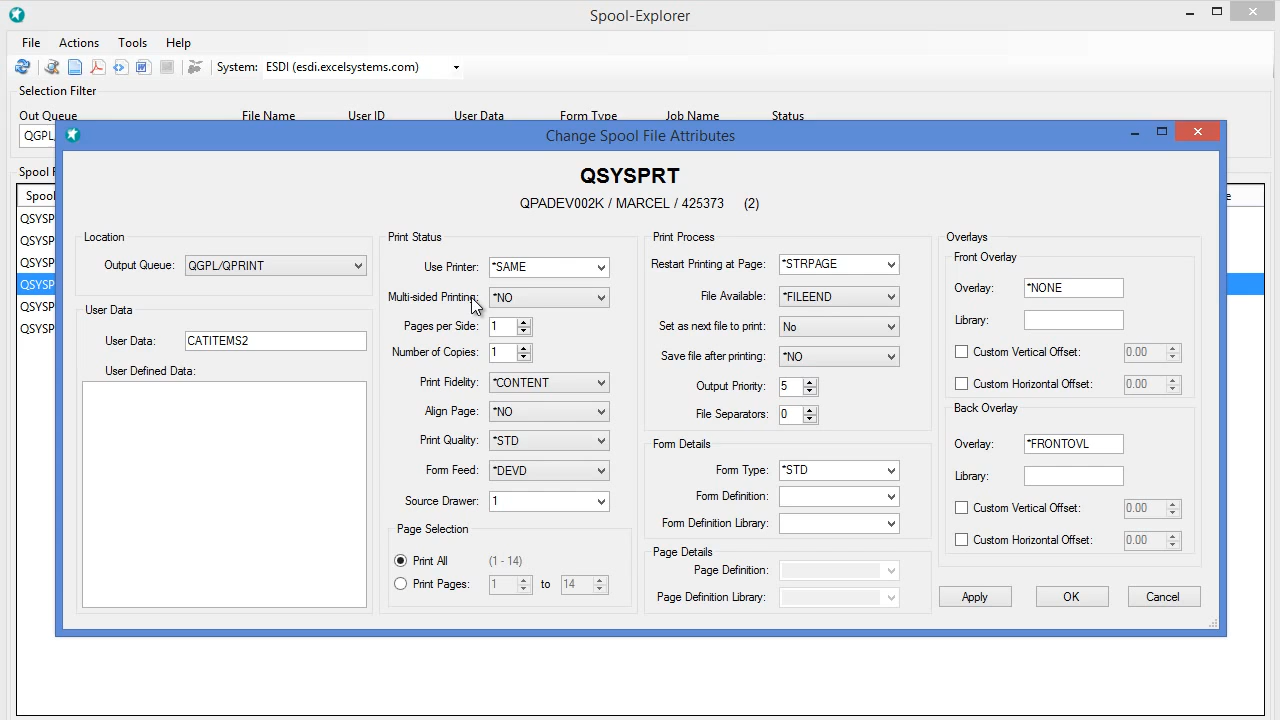 Spool-Explorer
File Actions Tools Help
System: ESDI (esdi.excelsystems.com)
Selection Filter
Out Queue File Name User ID User Data Form Type Job Name Status
QGPL/
Change Spool File Attributes
QSYSPRT
QPADEV002K / MARCEL / 425373 (2)
Spool F
Spool
QSYSP
QSYSP
QSYSP
QSYSP
QSYSP
QSYSP
e
Location
Output Queue: QGPL/QPRINT
User Data
User Data: CATITEMS2
User Defined Data:
Print Status
Use Printer: *SAME
Multi-sided Printing: *NO
Pages per Side: 1
Number of Copies: 1
Print Fidelity: *CONTENT
Align Page: *NO
Print Quality: *STD
Form Feed: *DEVD
Source Drawer: 1
Page Selection
Print All (1 - 14)
Print Pages: 1 to 14
Print Process
Restart Printing at Page: *STRPAGE
File Available: *FILEEND
Set as next file to print: No
Save file after printing: *NO
Output Priority: 5
File Separators: 0
Form Details
Form Type: *STD
Form Definition:
Form Definition Library:
Page Details
Page Definition:
Page Definition Library:
Overlays
Front Overlay
Overlay: *NONE
Library:
Custom Vertical Offset: 0.00
Custom Horizontal Offset: 0.00
Back Overlay
Overlay: *FRONTOVL
Library:
Custom Vertical Offset: 0.00
Custom Horizontal Offset: 0.00
Apply OK Cancel